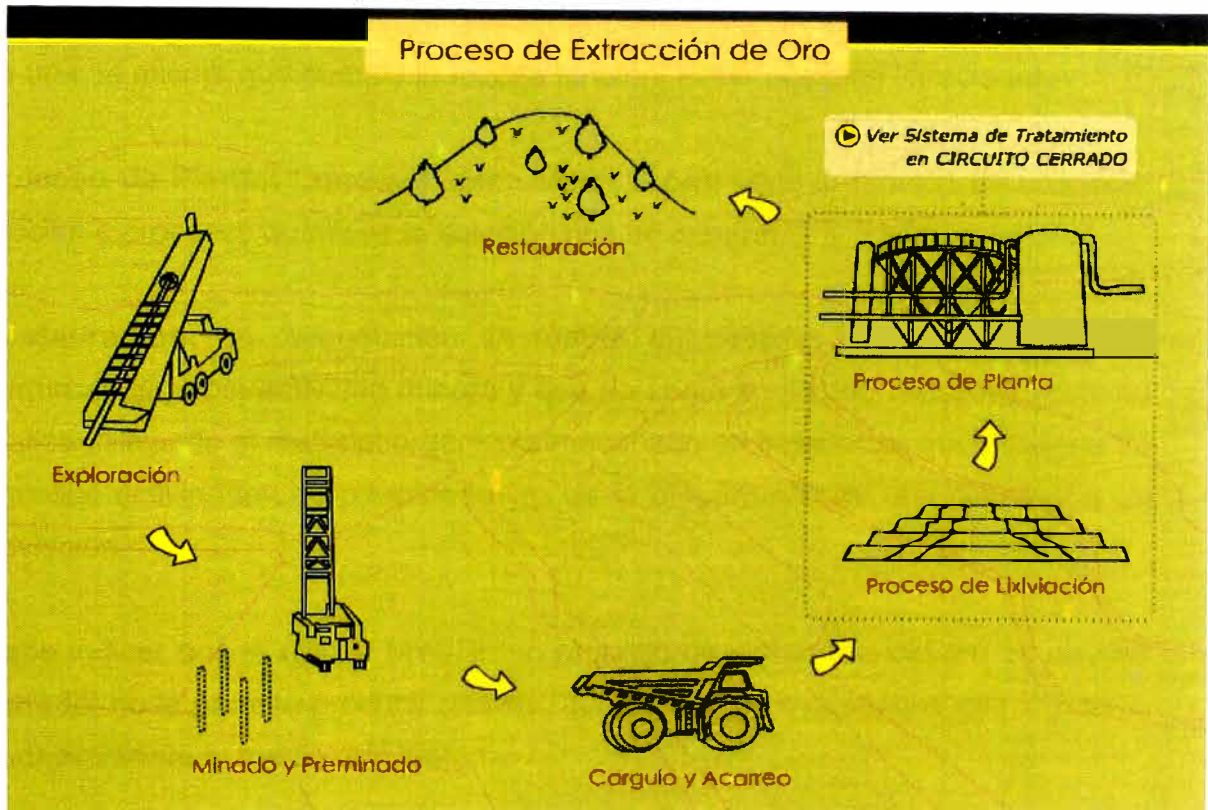 Proceso de Extracción de Oro
Ver Sistema de Tratamiento
en CIRCUITO CERRADO
Restauración
Proceso de Planta
Exploración
Proceso de Lixiviación
Minado y Preminado
Carguío y Acarreo